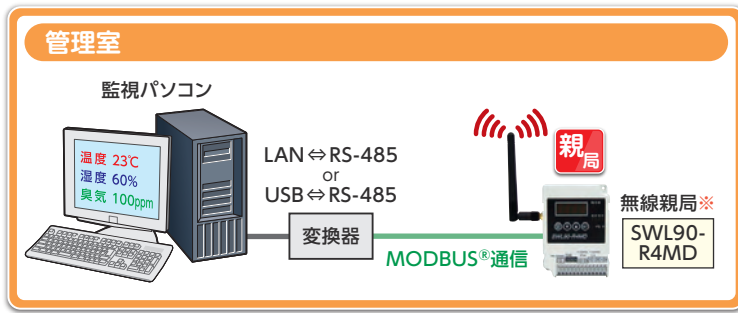 管理室
監視パソコン
温度 23℃
湿度 60%
臭気 100ppm
LAN⇔RS-485
or
USB⇔RS-485
変換器
MODBUS®通信
親局
無線親局※
SWL90-
R4MD
SWL90-R4MD